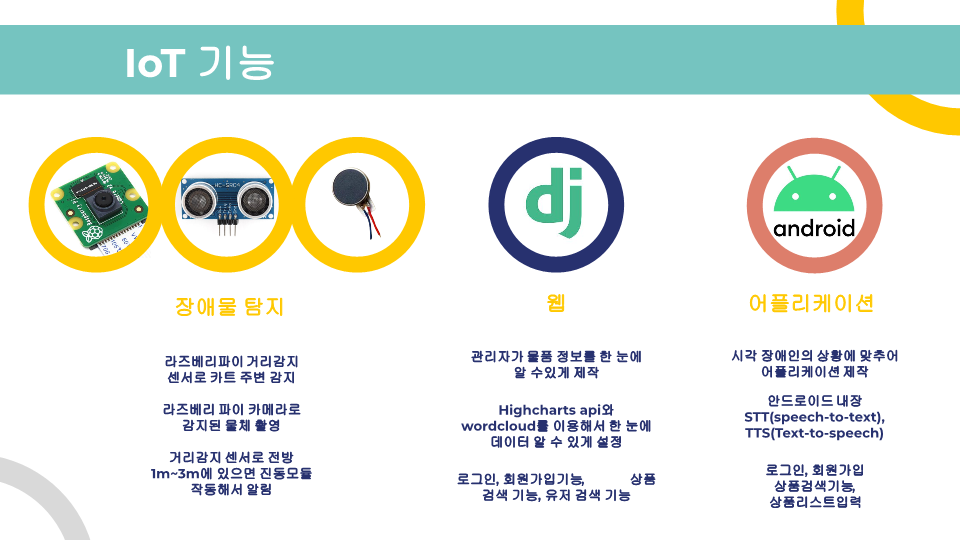 IoT 기능
HC-SR04
dj
android
장애물 탐지
라즈베리파이 거리감지
센서로 카트 주변 감지
라즈베리 파이 카메라로
감지된 물체 촬영
거리감지 센서로 전방
1m~3m에 있으면 진동모듈
작동해서 알림
웹
관리자가 물품 정보를 한 눈에
알 수있게 제작
Highcharts api와
wordcloud를 이용해서 한 눈에
데이터 알 수 있게 설정
로그인, 회원가입기능, 상품
검색 기능, 유저 검색 기능
어플리케이션
시각 장애인의 상황에 맞추어
어플리케이션 제작
안드로이드 내장
STT(speech-to-text),
TTS(Text-to-speech)
로그인, 회원가입
상품검색기능,
상품리스트입력